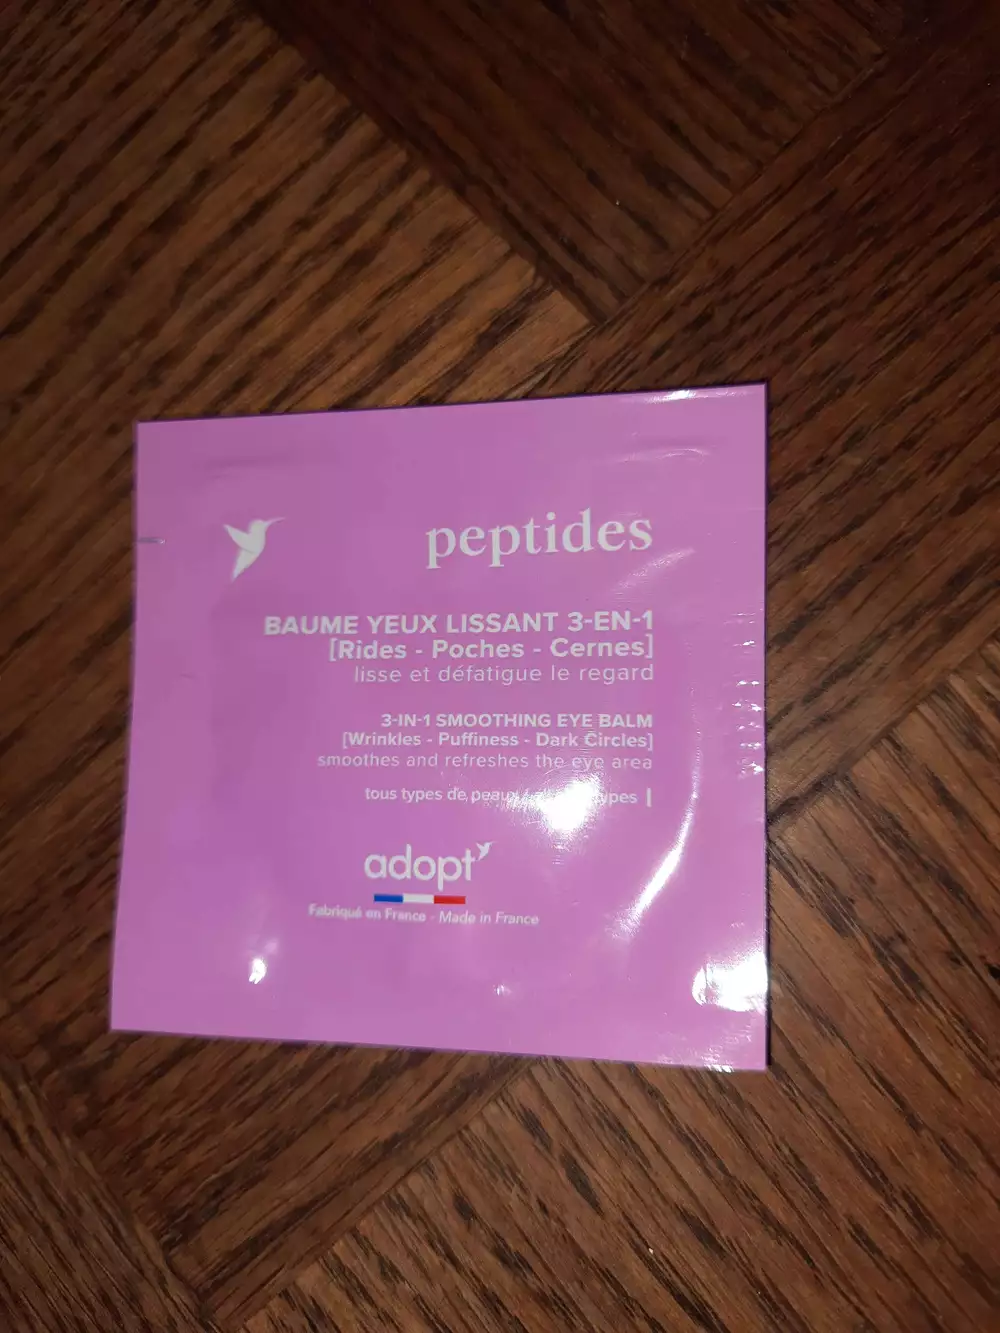 peptides
BAUME YEUX LISSANT 3-EN-1
[Rides - Poches - Cernes]
lisse et défatigue le regard
3-IN-1 SMOOTHING EYE BALM
[Wrinkles - Puffiness - Dark Circles]
smoothes and refreshes the eye area
tous types de peaux
adopt
Fabriqué en France - Made in France